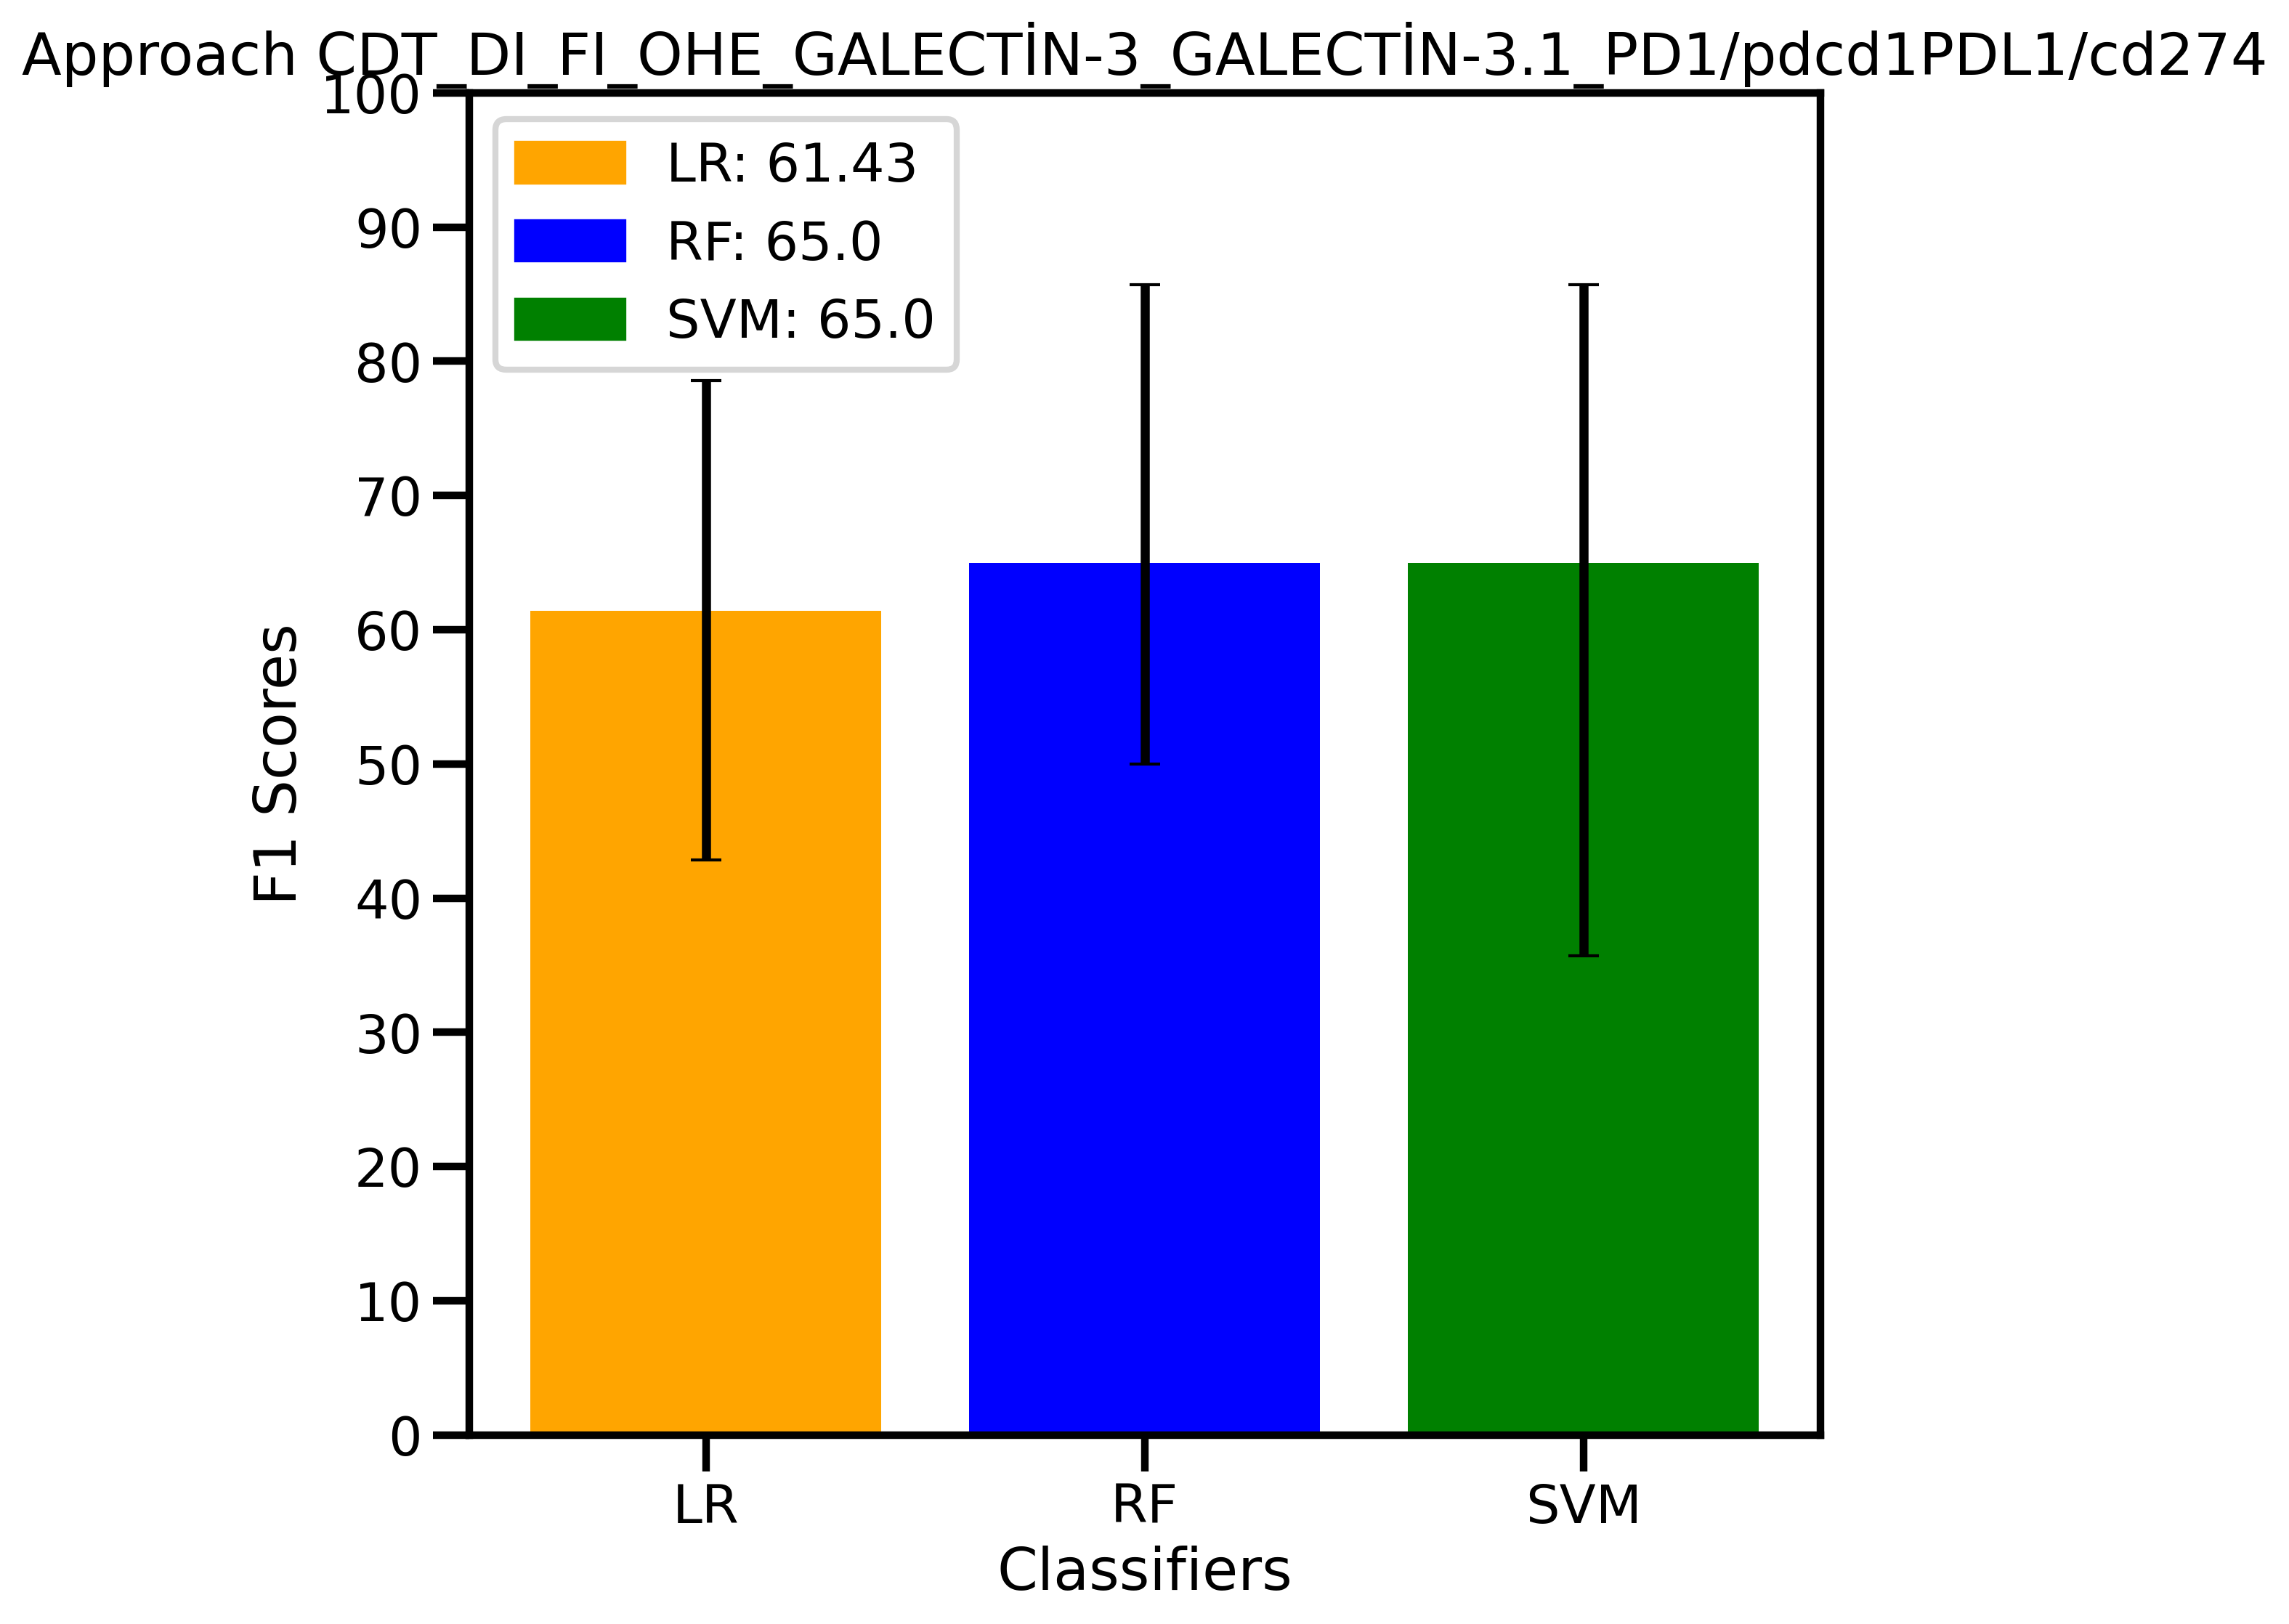 Approach CDT_DI_FI_OHE_GALECTİN-3_GALECTİN-3.1_PD1/pdcd1PDL1/cd274
LR: 61.43
RF: 65.0
SVM: 65.0
100
90
80
70
60
50
40
30
20
10
0
F1 Scores
LR RF SVM
Classifiers